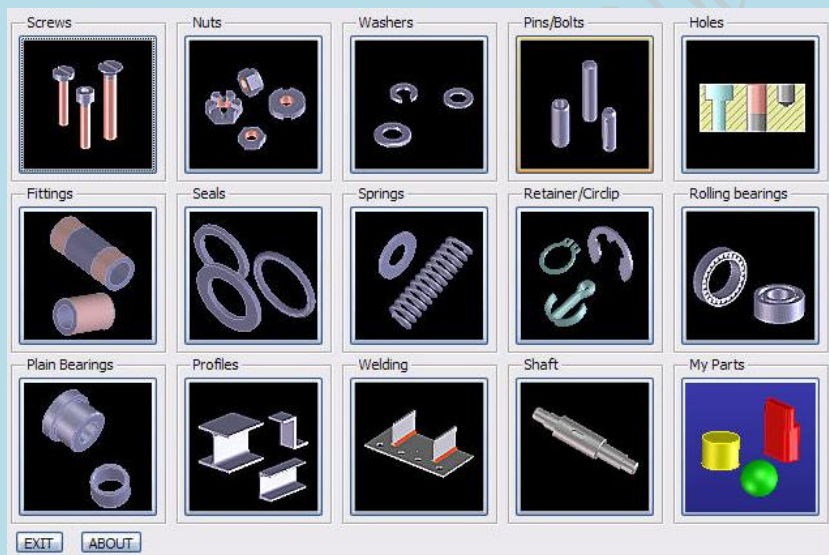 Screws Nuts Washers Pins/Bolts Holes
Fittings Seals Springs Retainer/Circlip Rolling bearings
Plain Bearings Profiles Welding Shaft My Parts
EXIT ABOUT